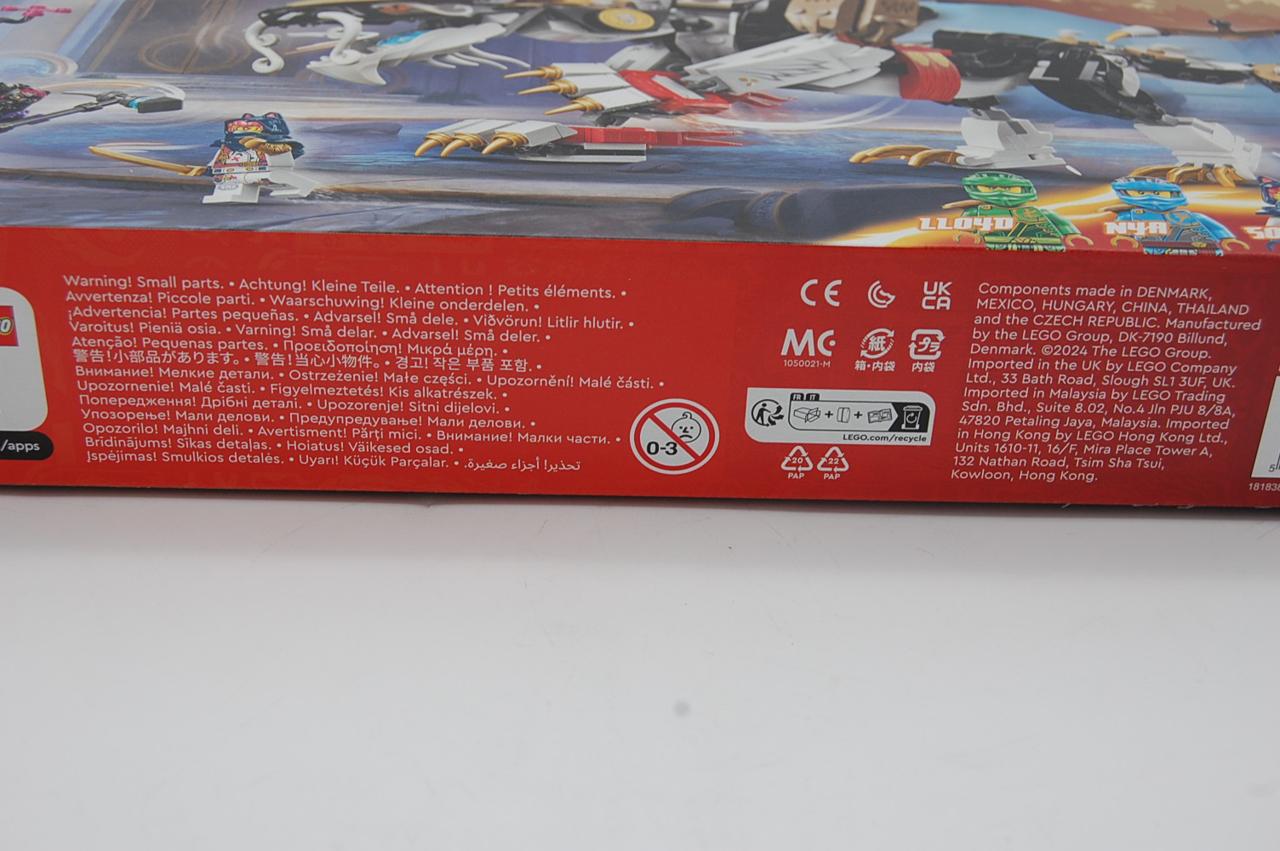 LLOYD
NYA
/apps
Warning! Small parts. • Achtung! Kleine Teile. • Attention ! Petits éléments. •
Avvertenza! Piccole parti. • Waarschuwing! Kleine onderdelen. •
¡Advertencia! Partes pequeñas. • Advarsel! Små dele. • Viðvörun! Litlir hlutir. •
Varoitus! Pieniä osia. • Varning! Små delar. • Advarsel! Små deler. •
Atenção! Pequenas partes. • Προειδοποίηση! Μικρά μέρη. •
警告!小部品があります。• 警告!当心小物件。• 경고! 작은 부품 포함. •
Внимание! Мелкие детали. • Ostrzeżenie! Małe części. • Upozornění! Malé části. •
Upozornenie! Malé časti. • Figyelmeztetés! Kis alkatrészek. •
Попередження! Дрібні деталі. • Upozorenje! Sitni dijelovi. •
Упозорење! Мали делови. • Предупредување! Мали делови. •
Opozorilo! Majhni deli. • Avertisment! Părți mici. • Внимание! Малки части. •
Brīdinājums! Sīkas detaļas. • Hoiatus! Väikesed osad. •
Įspėjimas! Smulkios detalės. • Uyarı! Küçük Parçalar. • تحذير! أجزاء صغيرة.
0-3
CE
UK
CA
MC
1050021-M
紙
箱・内袋
プラ
内袋
FR IT
LEGO.com/recycle
20
PAP
22
PAP
Components made in DENMARK,
MEXICO, HUNGARY, CHINA, THAILAND
and the CZECH REPUBLIC. Manufactured
by the LEGO Group, DK-7190 Billund,
Denmark. ©2024 The LEGO Group.
Imported in the UK by LEGO Company
Ltd., 33 Bath Road, Slough SL1 3UF, UK.
Imported in Malaysia by LEGO Trading
Sdn. Bhd., Suite 8.02, No.4 Jln PJU 8/8A,
47820 Petaling Jaya, Malaysia. Imported
in Hong Kong by LEGO Hong Kong Ltd.,
Units 1610-11, 16/F, Mira Place Tower A,
132 Nathan Road, Tsim Sha Tsui,
Kowloon, Hong Kong.